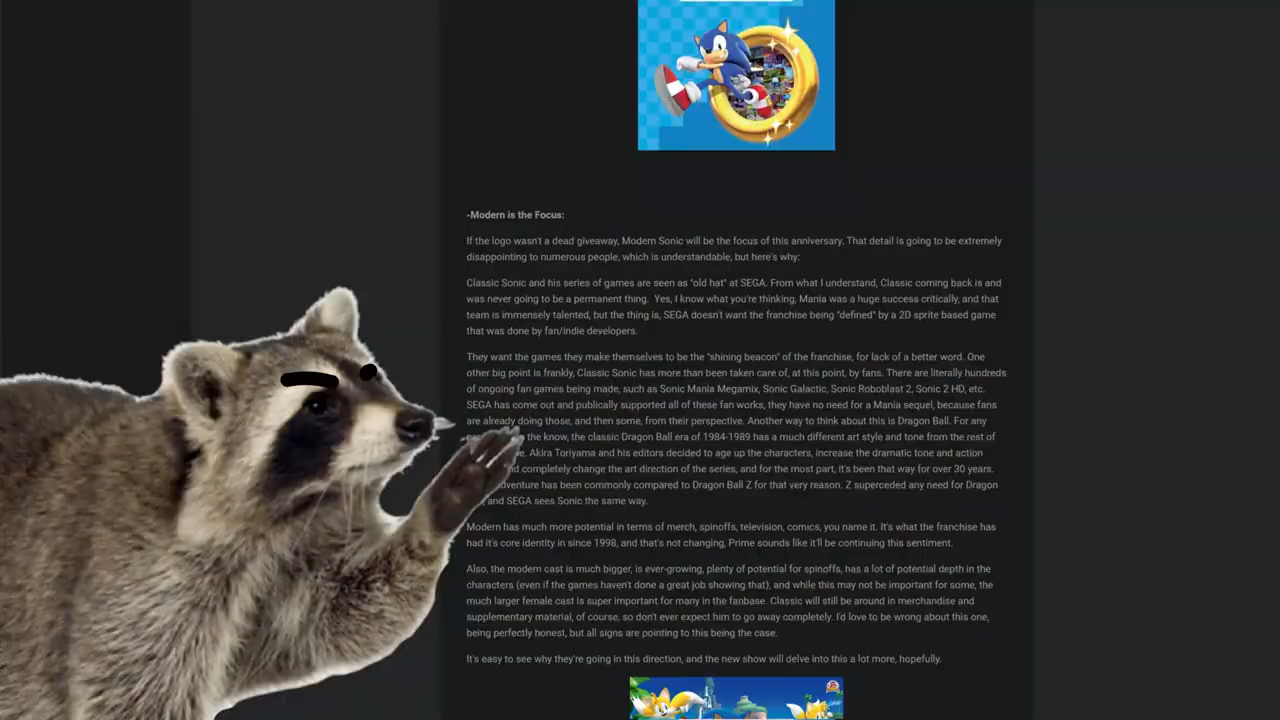 -Modern is the Focus:
If the logo wasn't a dead giveaway, Modern Sonic will be the focus of this anniversary. That detail is going to be extremely
disappointing to numerous people, which is understandable, but here's why:
Classic Sonic and his series of games are seen as "old hat" at SEGA. From what I understand, Classic coming back is and
was never going to be a permanent thing. Yes, I know what you're thinking, Mania was a huge success critically, and that
team is immensely talented, but the thing is, SEGA doesn't want the franchise being "defined" by a 2D sprite based game
that was done by fan/indie developers.
They want the games they make themselves to be the "shining beacon" of the franchise, for lack of a better word. One
other big point is frankly, Classic Sonic has more than been taken care of, at this point, by fans. There are literally hundreds
of ongoing fan games being made, such as Sonic Mania Megamix, Sonic Galactic, Sonic Roboblast 2, Sonic 2 HD, etc.
SEGA has come out and publically supported all of these fan works, they have no need for a Mania sequel, because fans
are already doing those, and then some, from their perspective. Another way to think about this is Dragon Ball. For any
the know, the classic Dragon Ball era of 1984-1989 has a much different art style and tone from the rest of
Akira Toriyama and his editors decided to age up the characters, increase the dramatic tone and action
completely change the art direction of the series, and for the most part, it's been that way for over 30 years.
been commonly compared to Dragon Ball Z for that very reason. Z superceded any need for Dragon
and SEGA sees Sonic the same way.
Modern has much more potential in terms of merch, spinoffs, television, comics, you name it. It's what the franchise has
had it's core identity in since 1998, and that's not changing, Prime sounds like it'll be continuing this sentiment.
Also, the modern cast is much bigger, is ever-growing, plenty of potential for spinoffs, has a lot of potential depth in the
characters (even if the games haven't done a great job showing that), and while this may not be important for some, the
much larger female cast is super important for many in the fanbase. Classic will still be around in merchandise and
supplementary material, of course, so don't ever expect him to go away completely. I'd love to be wrong about this one,
being perfectly honest, but all signs are pointing to this being the case.
It's easy to see why they're going in this direction, and the new show will delve into this a lot more, hopefully.